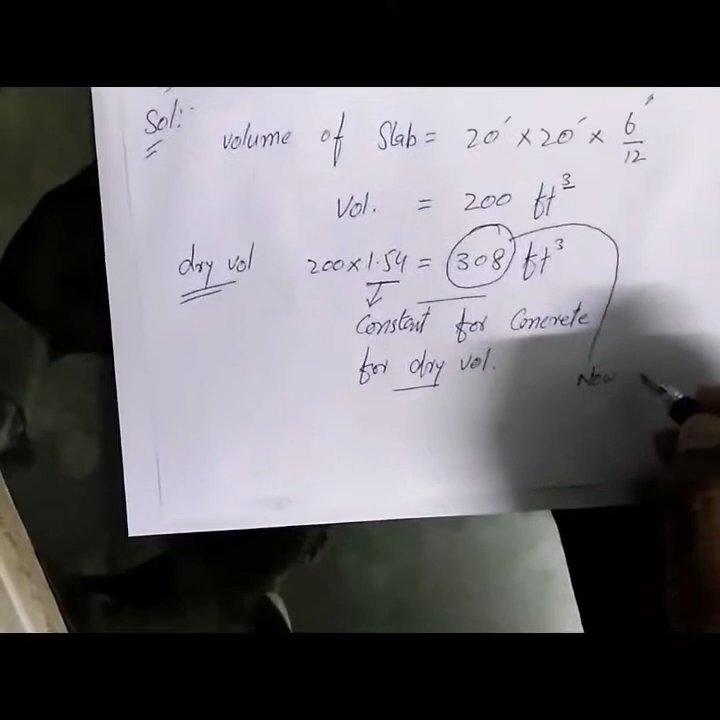 Sol:-
volume of Slab = 20' × 20' × 6"/12
Vol. = 200 ft³
dry vol 200 × 1.54 = 308 ft³
Constant for Concrete
for dry vol.
Now